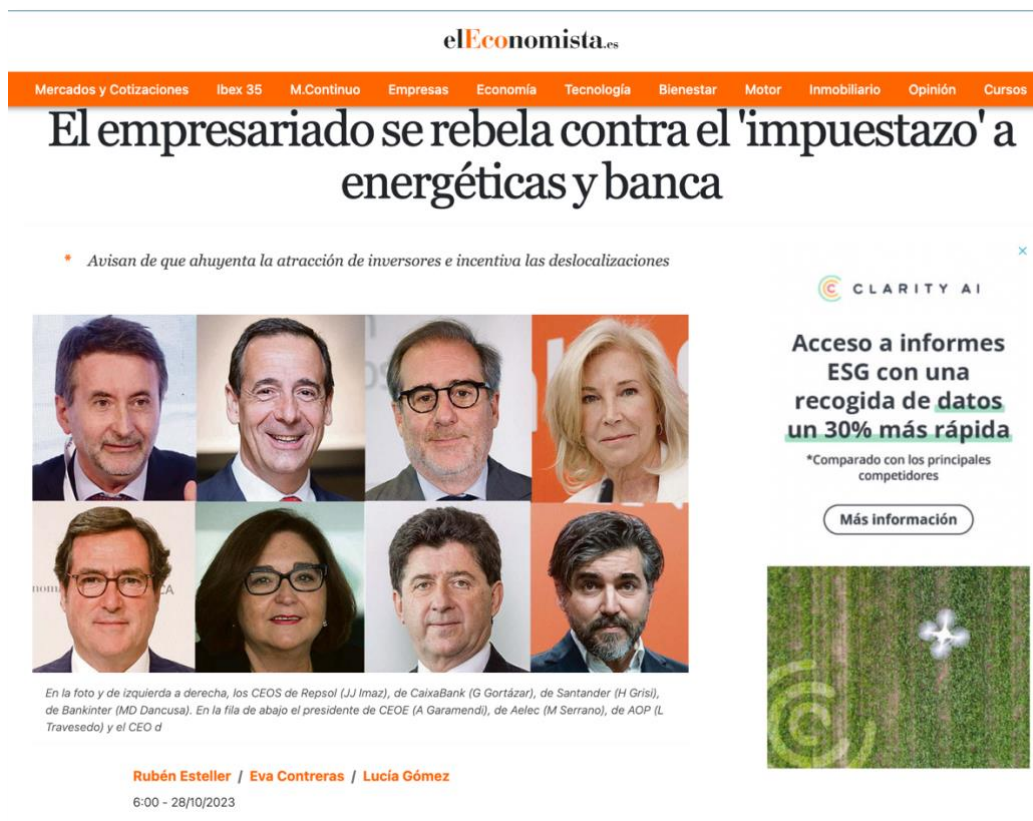 elEconomista.es
Mercados y Cotizaciones Ibex 35 M.Continuo Empresas Economía Tecnología Bienestar Motor Inmobiliario Opinión Cursos
El empresariado se rebela contra el 'impuestazo' a
energéticas y banca
* Avisan de que ahuyenta la atracción de inversores e incentiva las deslocalizaciones
En la foto y de izquierda a derecha, los CEOS de Repsol (JJ Imaz), de CaixaBank (G Gortázar), de Santander (H Grisi),
de Bankinter (MD Dancusa). En la fila de abajo el presidente de CEOE (A Garamendi), de Aelec (M Serrano), de AOP (L
Travesedo) y el CEO d
Rubén Esteller / Eva Contreras / Lucía Gómez
6:00 - 28/10/2023
CLARITY AI
Acceso a informes
ESG con una
recogida de datos
un 30% más rápida
*Comparado con los principales
competidores
Más información